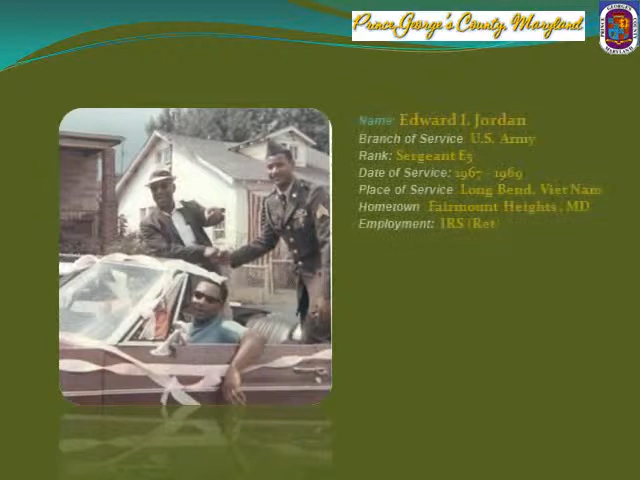 Prince George's County, Maryland
Name: Edward I. Jordan
Branch of Service: U.S. Army
Rank: Sergeant E5
Date of Service: 1967 - 1969
Place of Service: Long Bend, Viet Nam
Hometown: Fairmount Heights, MD
Employment: IRS (Ret)